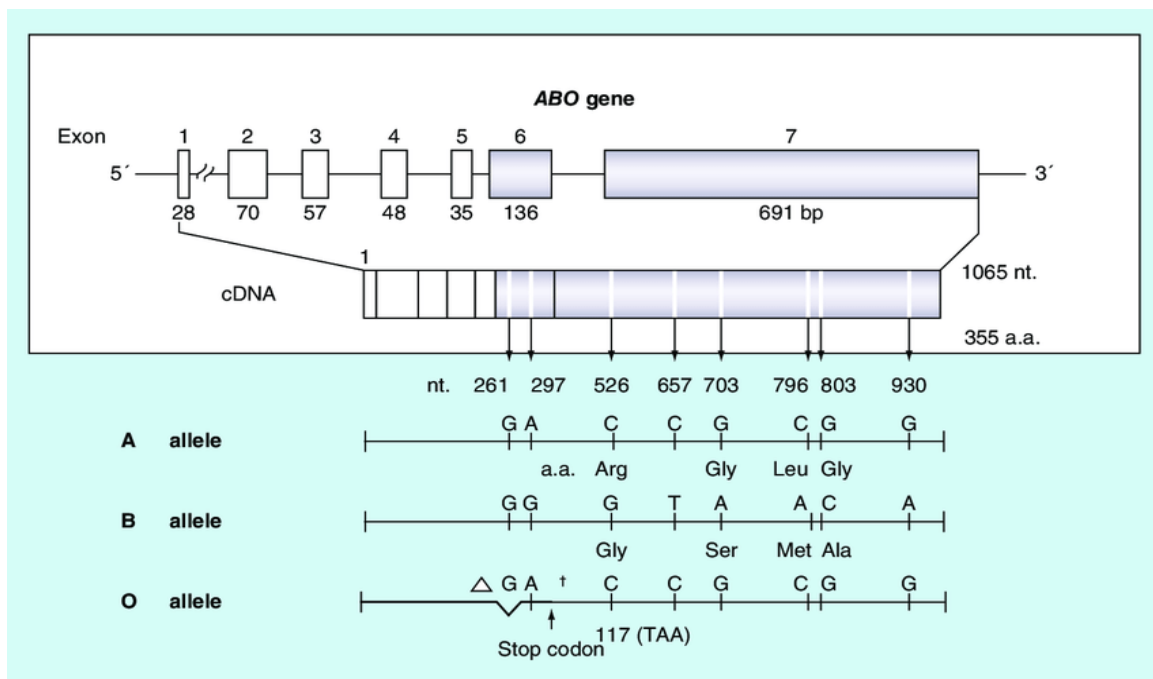 ABO gene
Exon 1 2 3 4 5 6 7
5´ 3´
28 70 57 48 35 136 691 bp
1
1065 nt.
cDNA
355 a.a.
nt. 261 297 526 657 703 796 803 930
G A C C G C G G
A allele
a.a. Arg Gly Leu Gly
G G G T A A C A
B allele
Gly Ser Met Ala
△ G A † C C G C G G
O allele
117 (TAA)
Stop codon